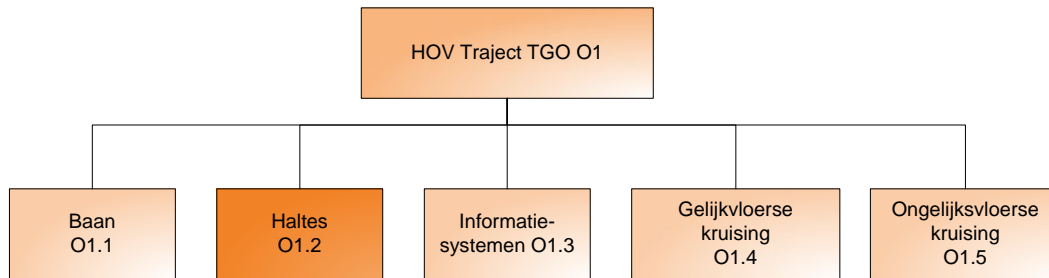 HOV Traject TGO O1
Baan
O1.1
Haltes
O1.2
Informatie-
systemen O1.3
Gelijkvloerse
kruising
O1.4
Ongelijksvloerse
kruising
O1.5